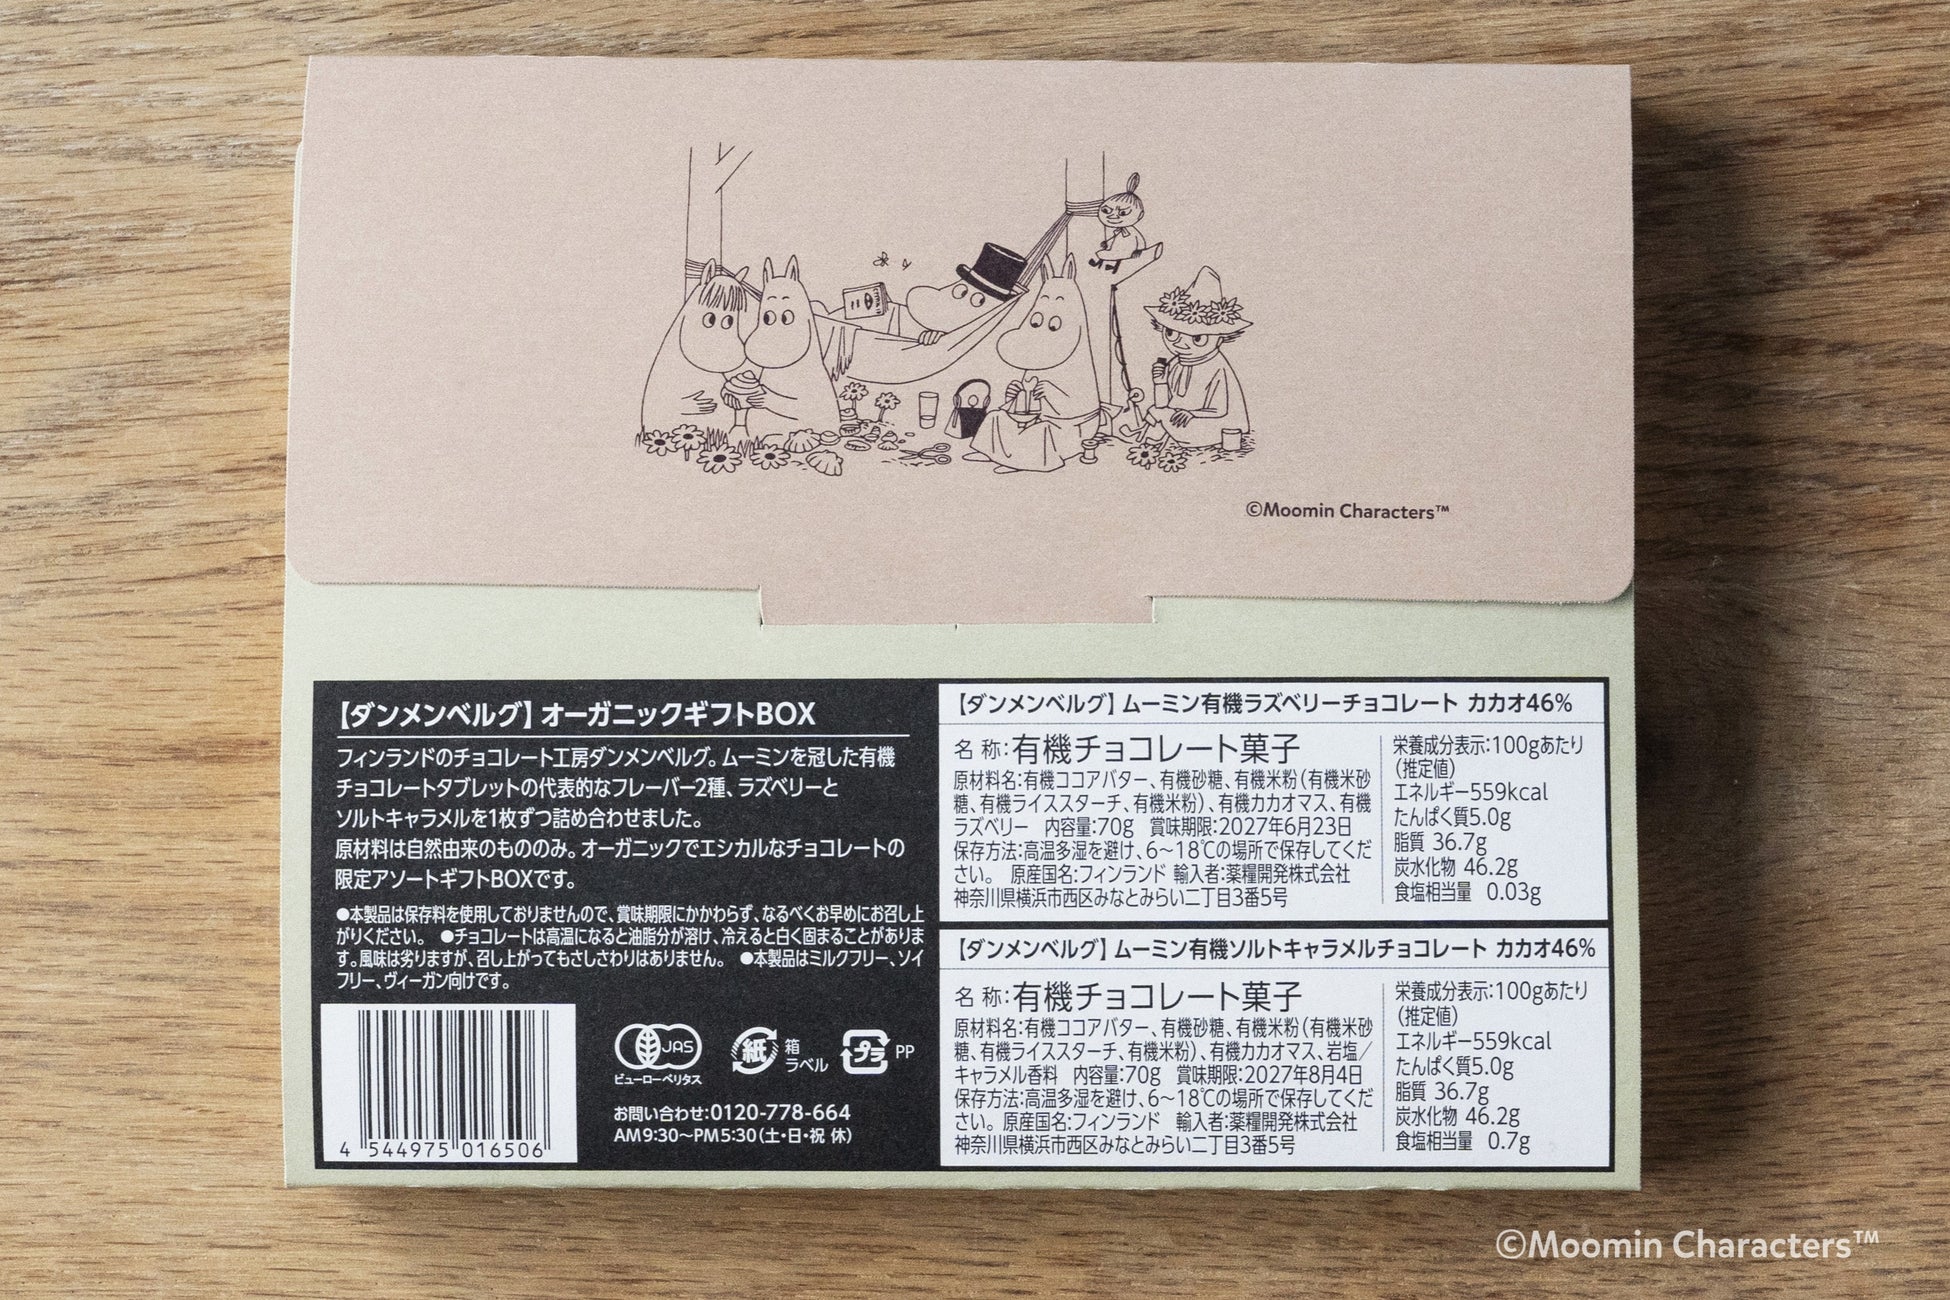 ©Moomin Characters™
【ダンメンベルグ】オーガニックギフトBOX
フィンランドのチョコレート工房ダンメンベルグ。ムーミンを冠した有機
チョコレートタブレットの代表的なフレーバー2種、ラズベリーと
ソルトキャラメルを1枚ずつ詰め合わせました。
原材料は自然由来のもののみ。オーガニックでエシカルなチョコレートの
限定アソートギフトBOXです。
●本製品は保存料を使用しておりませんので、賞味期限にかかわらず、なるべくお早めにお召し上
がりください。 ●チョコレートは高温になると油脂分が溶け、冷えると白く固まることがありま
す。風味は劣りますが、召し上がってもさしさわりはありません。 ●本製品はミルクフリー、ソイ
フリー、ヴィーガン向けです。
4 544975 016506
JAS
ビューローベリタス
紙 箱
ラベル
プラ PP
お問い合わせ:0120-778-664
AM9:30〜PM5:30(土・日・祝 休)
【ダンメンベルグ】ムーミン有機ラズベリーチョコレート カカオ46%
名 称:有機チョコレート菓子
原材料名:有機ココアバター、有機砂糖、有機米粉(有機米砂
糖、有機ライススターチ、有機米粉)、有機カカオマス、有機
ラズベリー 内容量:70g 賞味期限:2027年6月23日
保存方法:高温多湿を避け、6〜18℃の場所で保存してくだ
さい。 原産国名:フィンランド 輸入者:薬糧開発株式会社
神奈川県横浜市西区みなとみらい二丁目3番5号
栄養成分表示:100gあたり
(推定値)
エネルギー559kcal
たんぱく質5.0g
脂質 36.7g
炭水化物 46.2g
食塩相当量 0.03g
【ダンメンベルグ】ムーミン有機ソルトキャラメルチョコレート カカオ46%
名 称:有機チョコレート菓子
原材料名:有機ココアバター、有機砂糖、有機米粉(有機米砂
糖、有機ライススターチ、有機米粉)、有機カカオマス、岩塩/
キャラメル香料 内容量:70g 賞味期限:2027年8月4日
保存方法:高温多湿を避け、6〜18℃の場所で保存してくだ
さい。 原産国名:フィンランド 輸入者:薬糧開発株式会社
神奈川県横浜市西区みなとみらい二丁目3番5号
栄養成分表示:100gあたり
(推定値)
エネルギー559kcal
たんぱく質5.0g
脂質 36.7g
炭水化物 46.2g
食塩相当量 0.7g
©Moomin Characters™